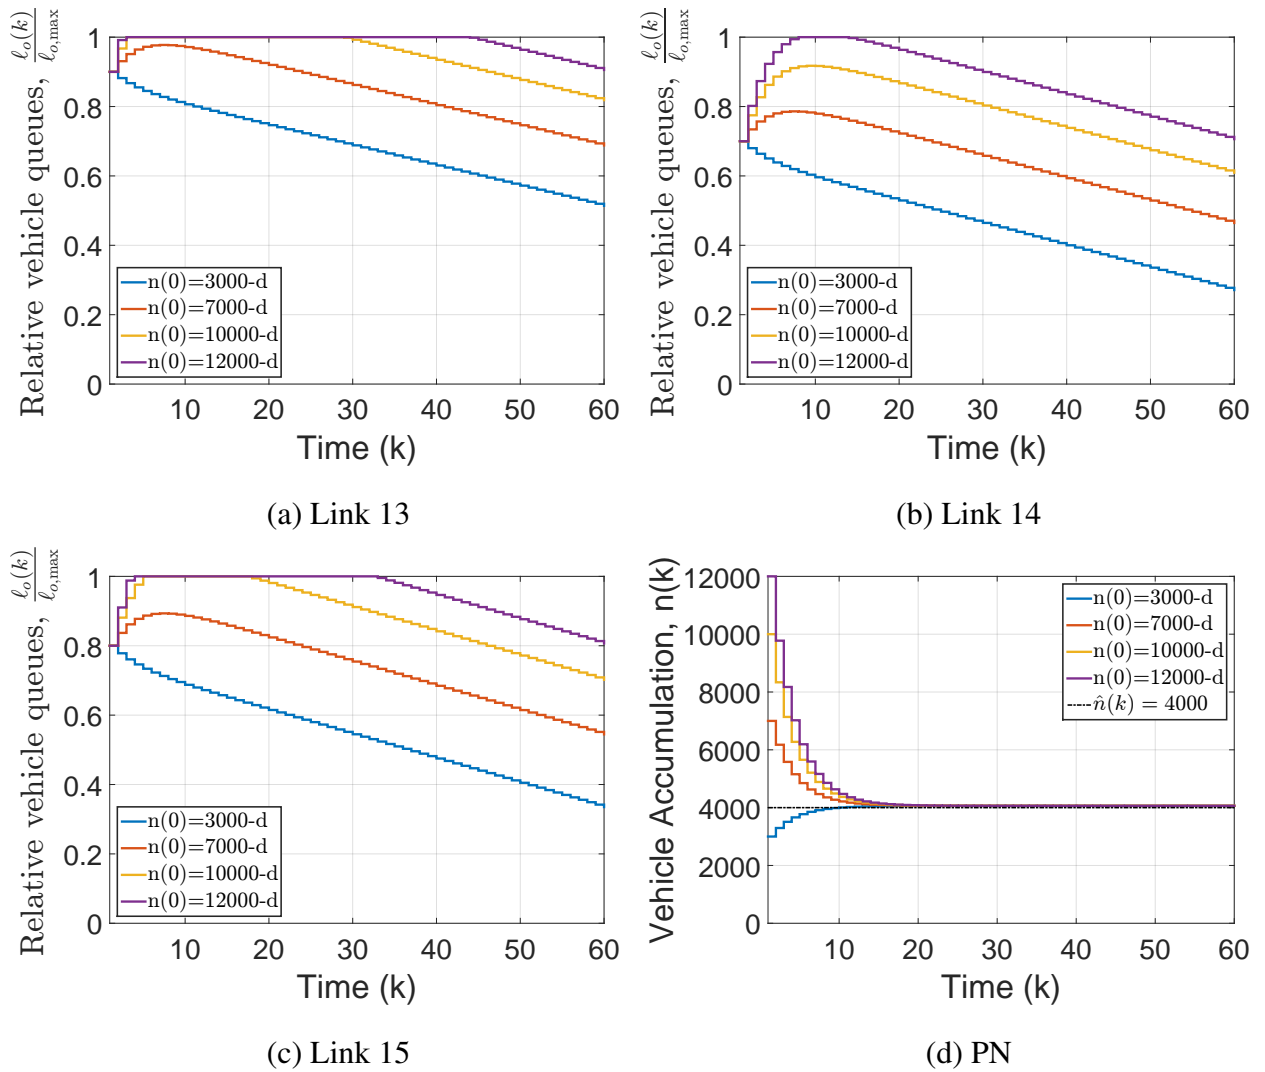 Relative vehicle queues, ℓo(k)/ℓo,max
1
0.8
0.6
0.4
0.2
0
n(0)=3000-d
n(0)=7000-d
n(0)=10000-d
n(0)=12000-d
10 20 30 40 50 60
Time (k)
(a) Link 13
Relative vehicle queues, ℓo(k)/ℓo,max
1
0.8
0.6
0.4
0.2
0
n(0)=3000-d
n(0)=7000-d
n(0)=10000-d
n(0)=12000-d
10 20 30 40 50 60
Time (k)
(b) Link 14
Relative vehicle queues, ℓo(k)/ℓo,max
1
0.8
0.6
0.4
0.2
0
n(0)=3000-d
n(0)=7000-d
n(0)=10000-d
n(0)=12000-d
10 20 30 40 50 60
Time (k)
(c) Link 15
Vehicle Accumulation, n(k)
12000
10000
8000
6000
4000
2000
0
n(0)=3000-d
n(0)=7000-d
n(0)=10000-d
n(0)=12000-d
n̂(k) = 4000
10 20 30 40 50 60
Time (k)
(d) PN